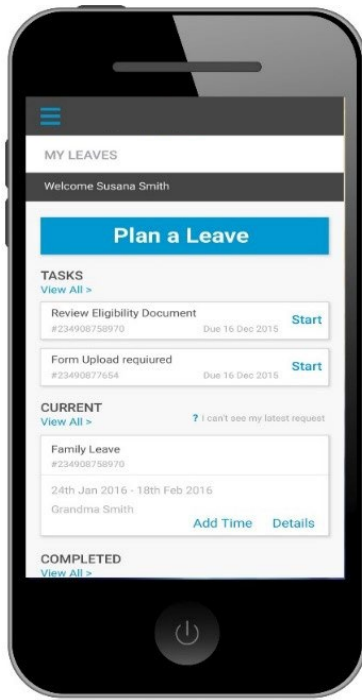 MY LEAVES
Welcome Susana Smith
Plan a Leave
TASKS
View All >
Review Eligibility Document
#234908758970 Due 16 Dec 2015 Start
Form Upload requiured
#23490877654 Due 16 Dec 2015 Start
CURRENT
View All > ? I can't see my latest request
Family Leave
#234908758970
24th Jan 2016 - 18th Feb 2016
Grandma Smith
Add Time Details
COMPLETED
View All >